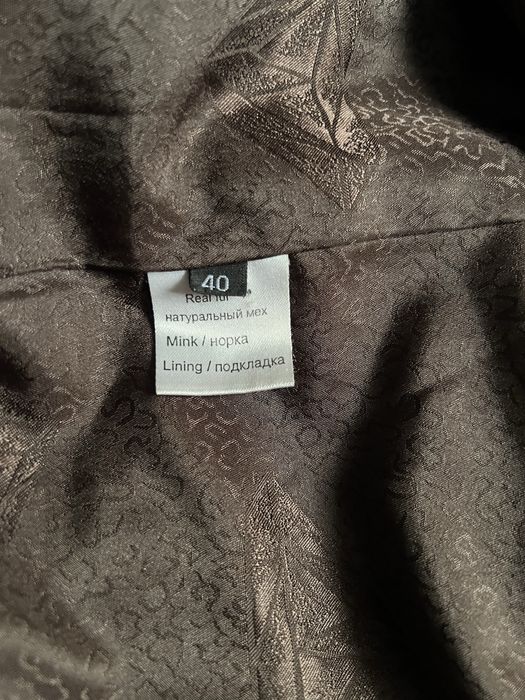 40
Real fur
натуральный мех
Mink / норка
Lining / подкладка